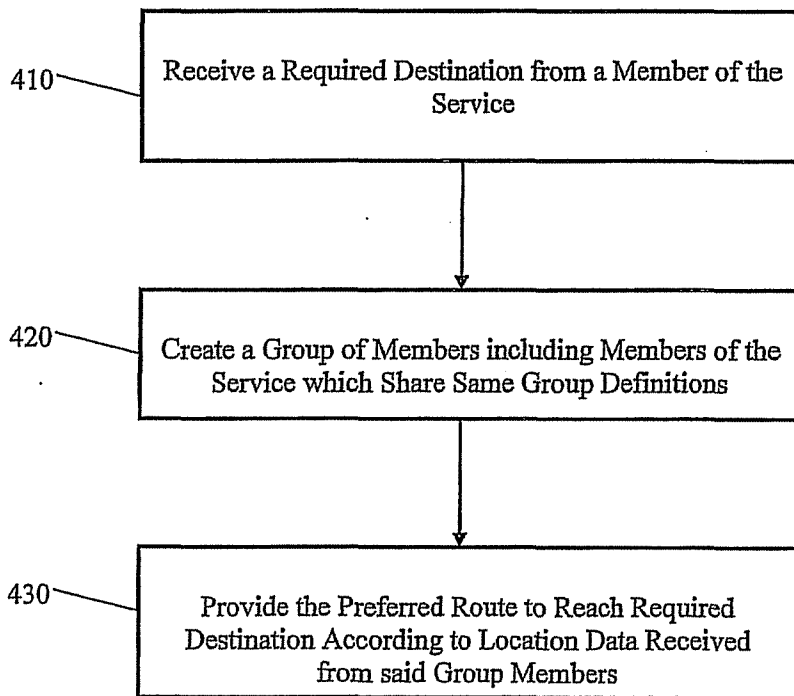 410
Receive a Required Destination from a Member of the
Service
420
Create a Group of Members including Members of the
Service which Share Same Group Definitions
430
Provide the Preferred Route to Reach Required
Destination According to Location Data Received
from said Group Members